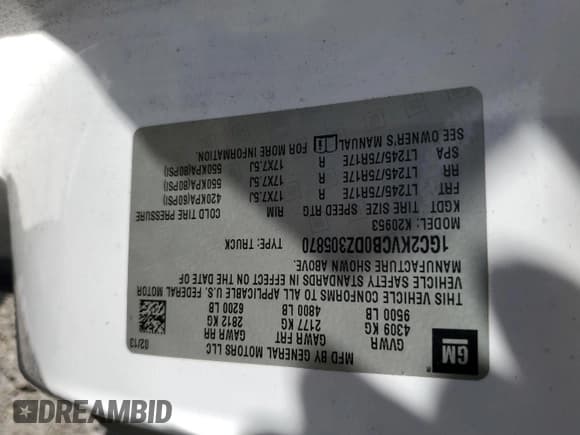 GM
MFD BY GENERAL MOTORS LLC 02/13
GVWR GAWR FRT GAWR RR
4309 KG 2177 KG 2812 KG
9500 LB 4800 LB 6200 LB
THIS VEHICLE CONFORMS TO ALL APPLICABLE U.S. FEDERAL MOTOR
VEHICLE SAFETY STANDARDS IN EFFECT ON THE DATE OF
MANUFACTURE SHOWN ABOVE.
1GC2KVCB0DZ305870 TYPE: TRUCK
MODEL: K20953
KGDT TIRE SIZE SPEED RTG RIM COLD TIRE PRESSURE
FRT LT245/75R17E R 17X7.5J 420KPA(60PSI)
RR LT245/75R17E R 17X7.5J 550KPA(80PSI)
SPA LT245/75R17E R 17X7.5J 550KPA(80PSI)
SEE OWNER'S MANUAL FOR MORE INFORMATION.
DREAMBID